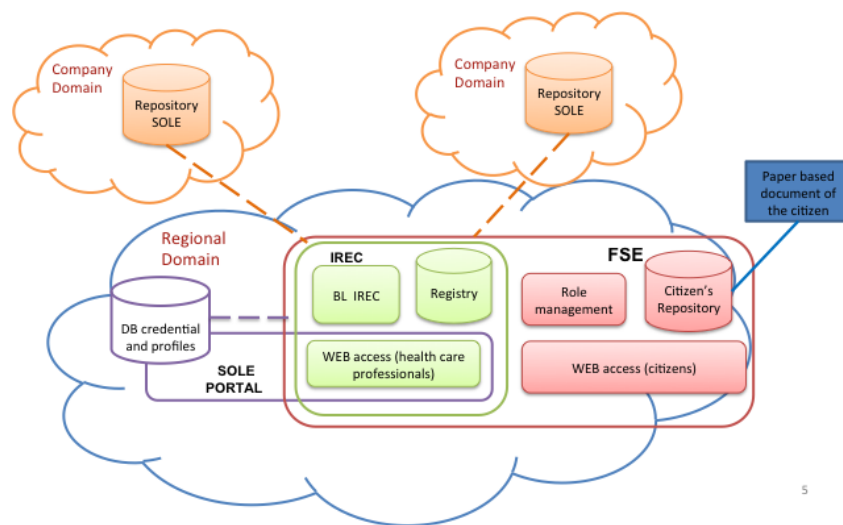 Company
Domain
Repository
SOLE
Company
Domain
Repository
SOLE
Paper based
document of
the citizen
Regional
Domain
IREC
FSE
BL IREC
Registry
Role
management
Citizen's
Repository
DB credential
and profiles
WEB access (health care
professionals)
WEB access (citizens)
SOLE
PORTAL
5